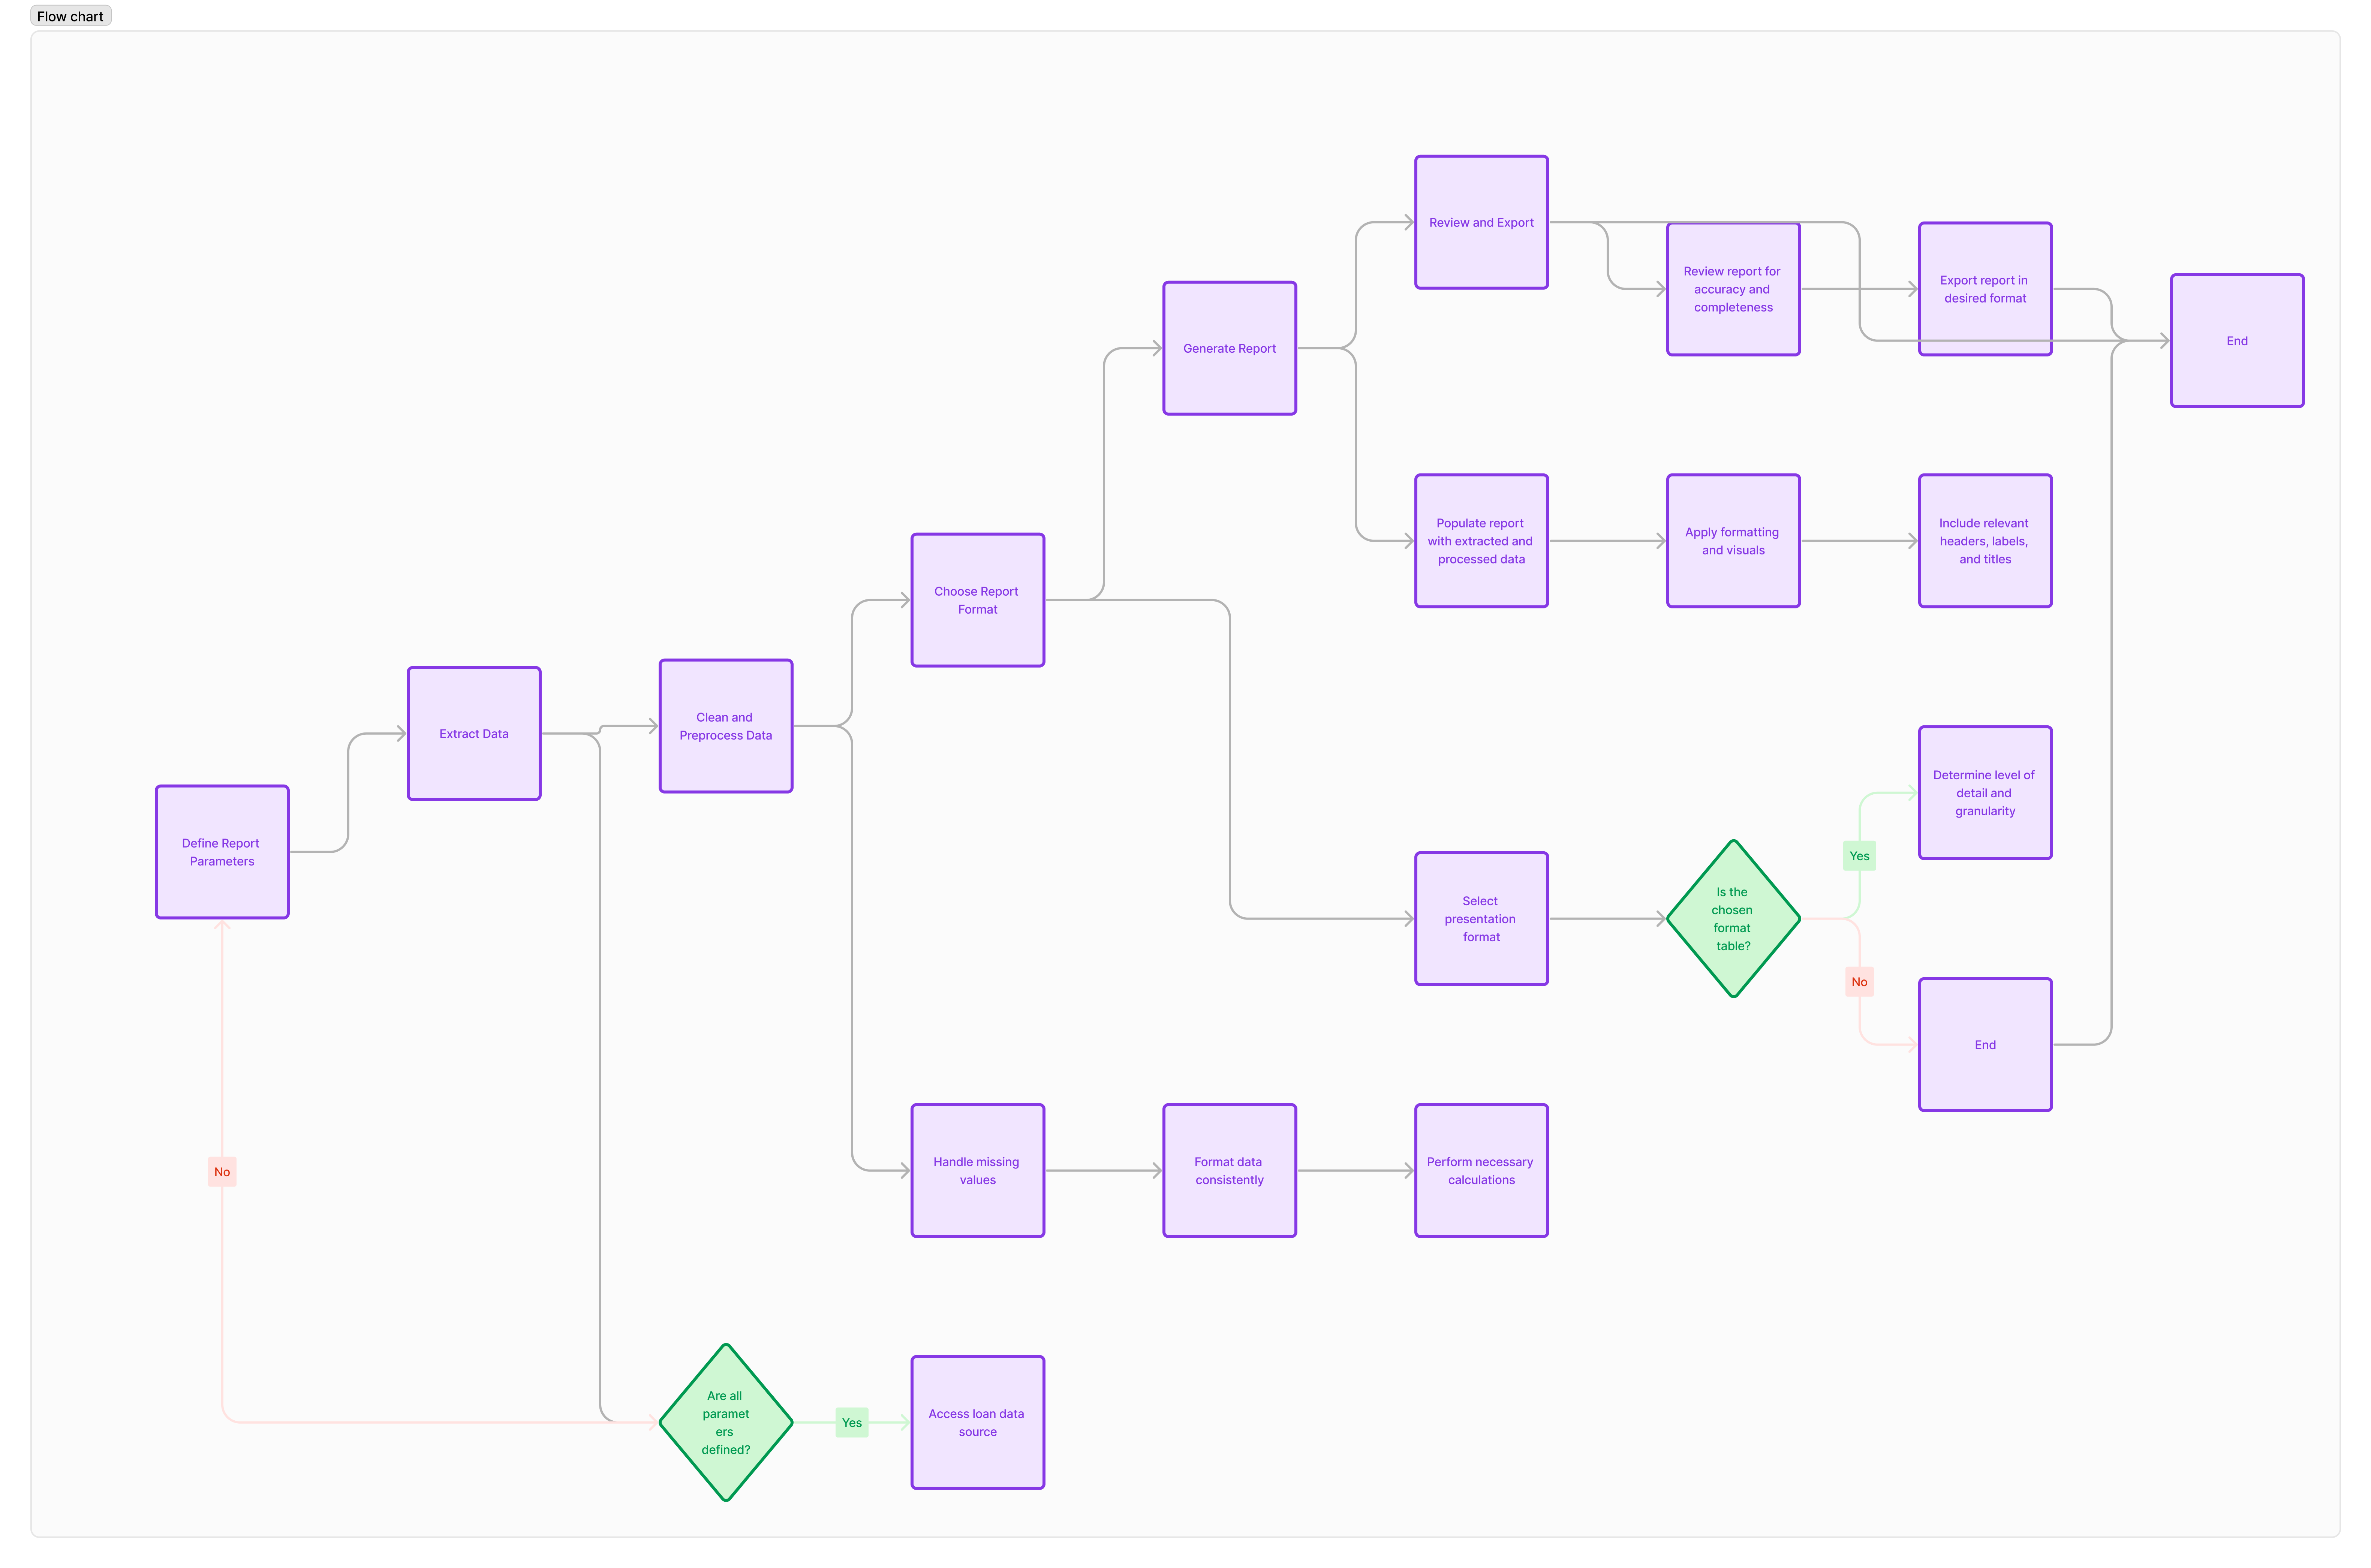 Flow chart
Review and Export
Review report for
accuracy and
completeness
Export report in
desired format
End
Generate Report
Populate report
with extracted and
processed data
Apply formatting
and visuals
Include relevant
headers, labels,
and titles
Choose Report
Format
Extract Data
Clean and
Preprocess Data
Define Report
Parameters
Determine level of
detail and
granularity
Yes
Select
presentation
format
Is the
chosen
format
table?
No
End
Handle missing
values
Format data
consistently
Perform necessary
calculations
No
Are all
paramet
ers
defined?
Yes
Access loan data
source